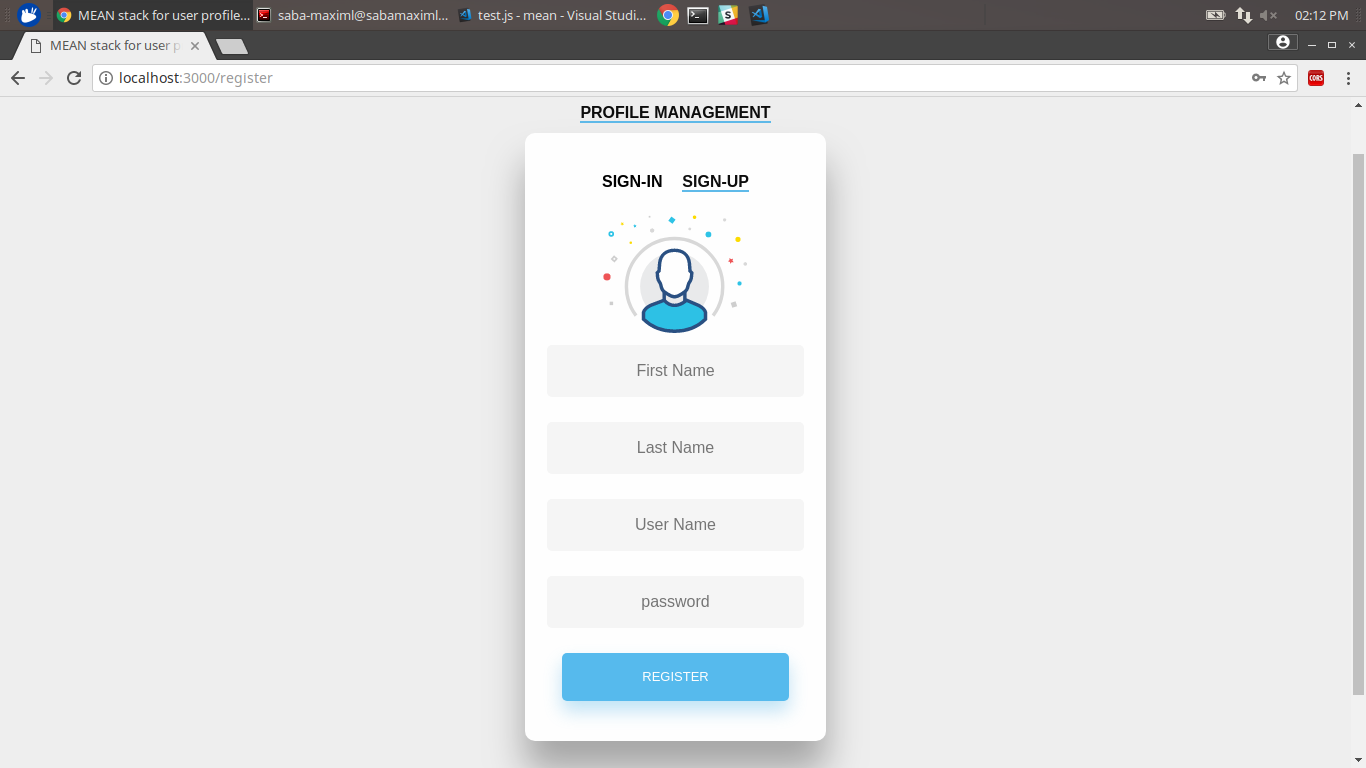 MEAN stack for user profile... saba-maximl@sabamaximl... test.js - mean - Visual Studi... 02:12 PM
MEAN stack for user p
localhost:3000/register CORS
PROFILE MANAGEMENT
SIGN-IN SIGN-UP
First Name
Last Name
User Name
password
REGISTER